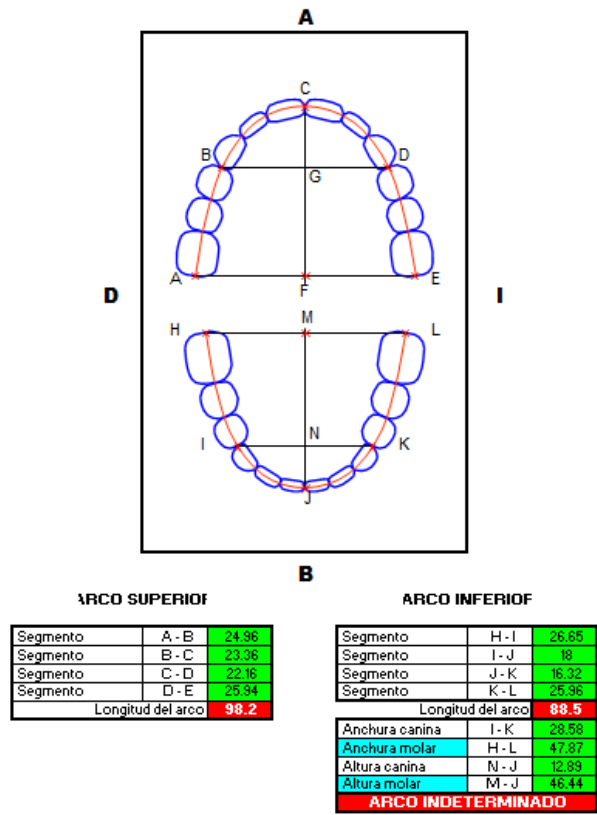 A
C
B
D
G
A
F
E
D
I
H
M
L
I
N
K
J
B
ARCO SUPERIOR
Segmento A - B 24.96
Segmento B - C 23.36
Segmento C - D 22.16
Segmento D - E 25.94
Longitud del arco 98.2
ARCO INFERIOR
Segmento H - I 26.65
Segmento I - J 18
Segmento J - K 16.32
Segmento K - L 25.96
Longitud del arco 88.5
Anchura canina I - K 28.58
Anchura molar H - L 47.87
Altura canina N - J 12.89
Altura molar M - J 46.44
ARCO INDETERMINADO